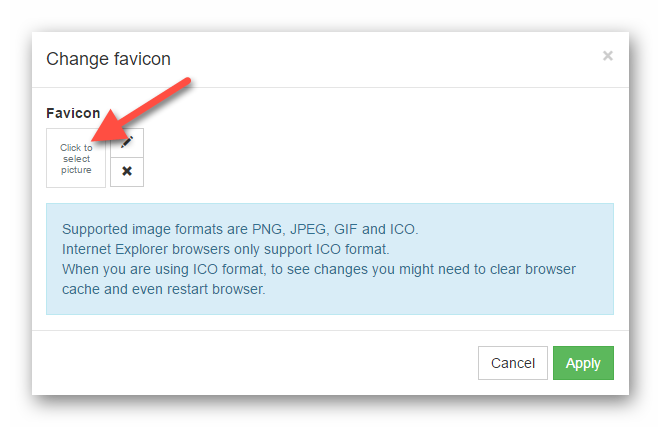 Change favicon
×
Favicon
Click to
select
picture
Supported image formats are PNG, JPEG, GIF and ICO.
Internet Explorer browsers only support ICO format.
When you are using ICO format, to see changes you might need to clear browser
cache and even restart browser.
Cancel
Apply